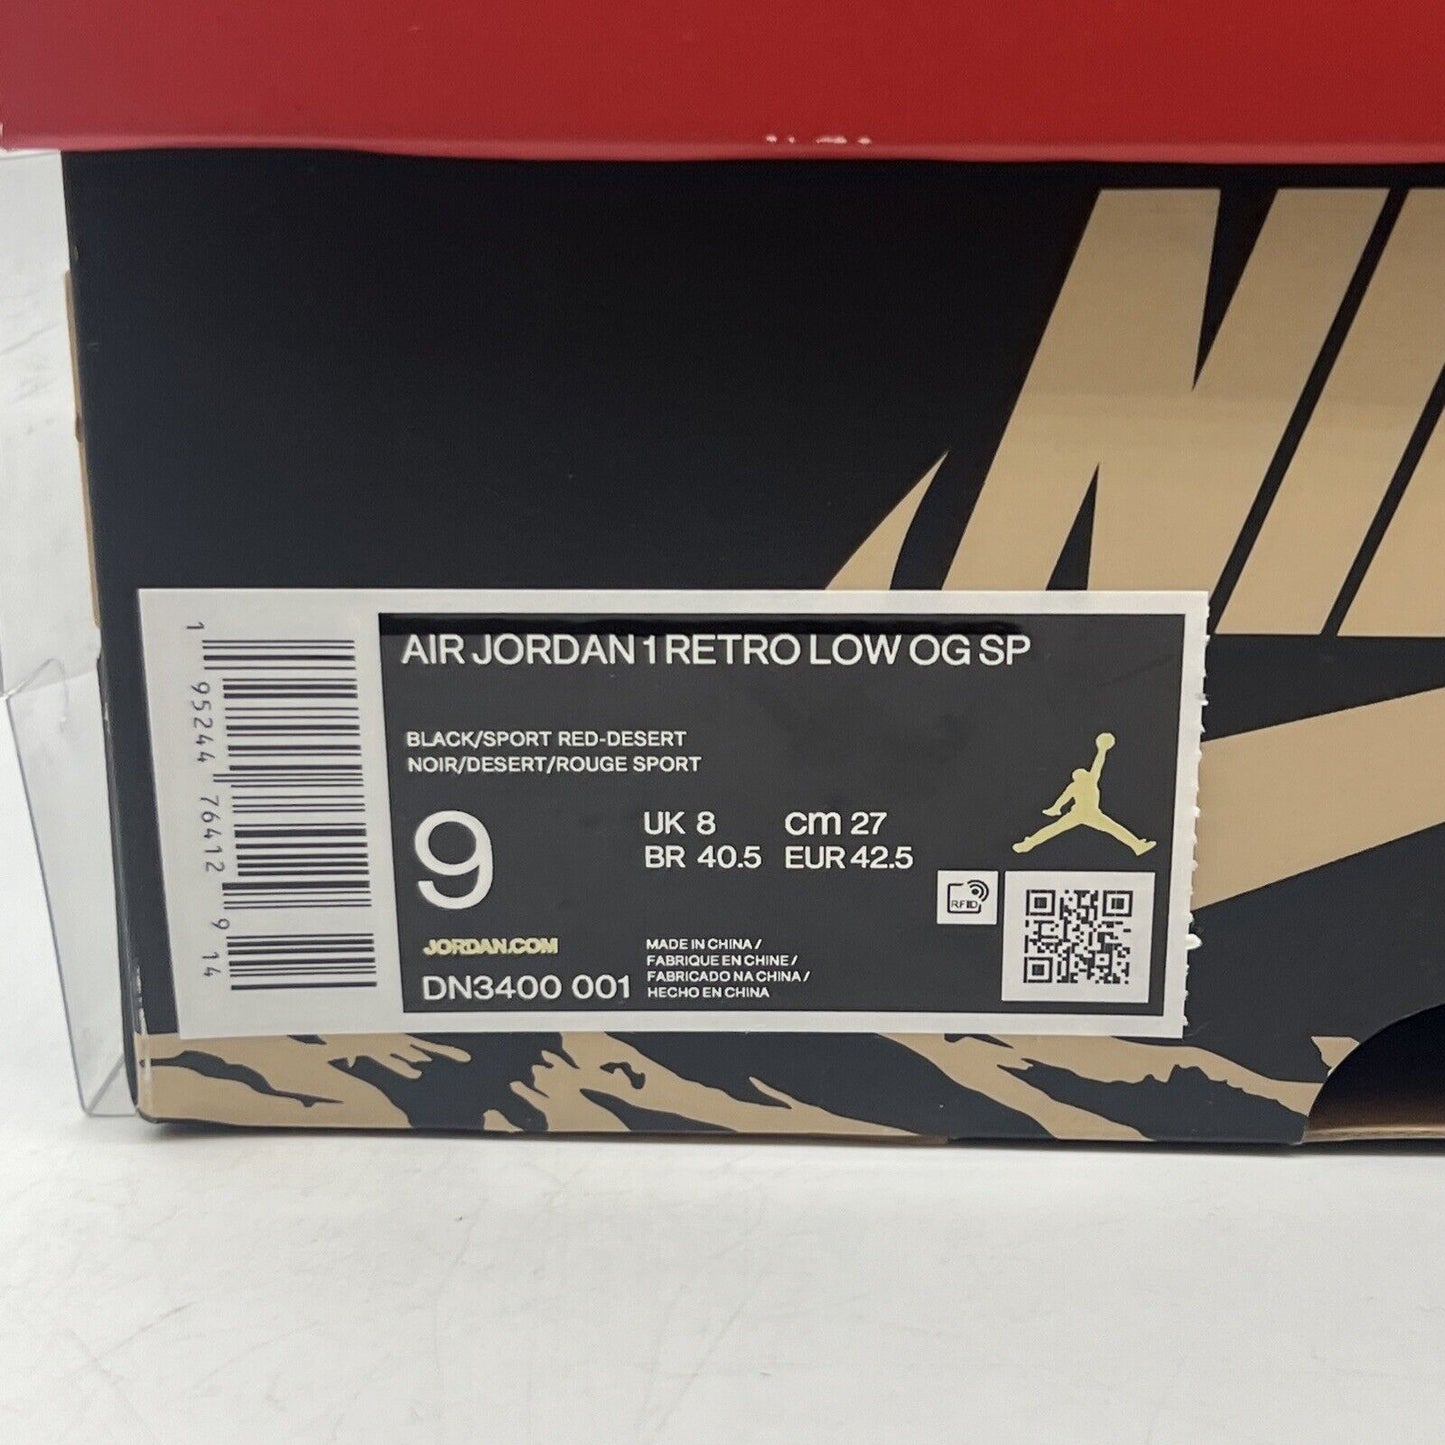 NI
AIR JORDAN 1 RETRO LOW OG SP
BLACK/SPORT RED-DESERT
NOIR/DESERT/ROUGE SPORT
9
UK 8 cm 27
BR 40.5 EUR 42.5
RFID
JORDAN.COM
DN3400 001
MADE IN CHINA /
FABRIQUE EN CHINE /
FABRICADO NA CHINA /
HECHO EN CHINA
1 95244 76412 9 14